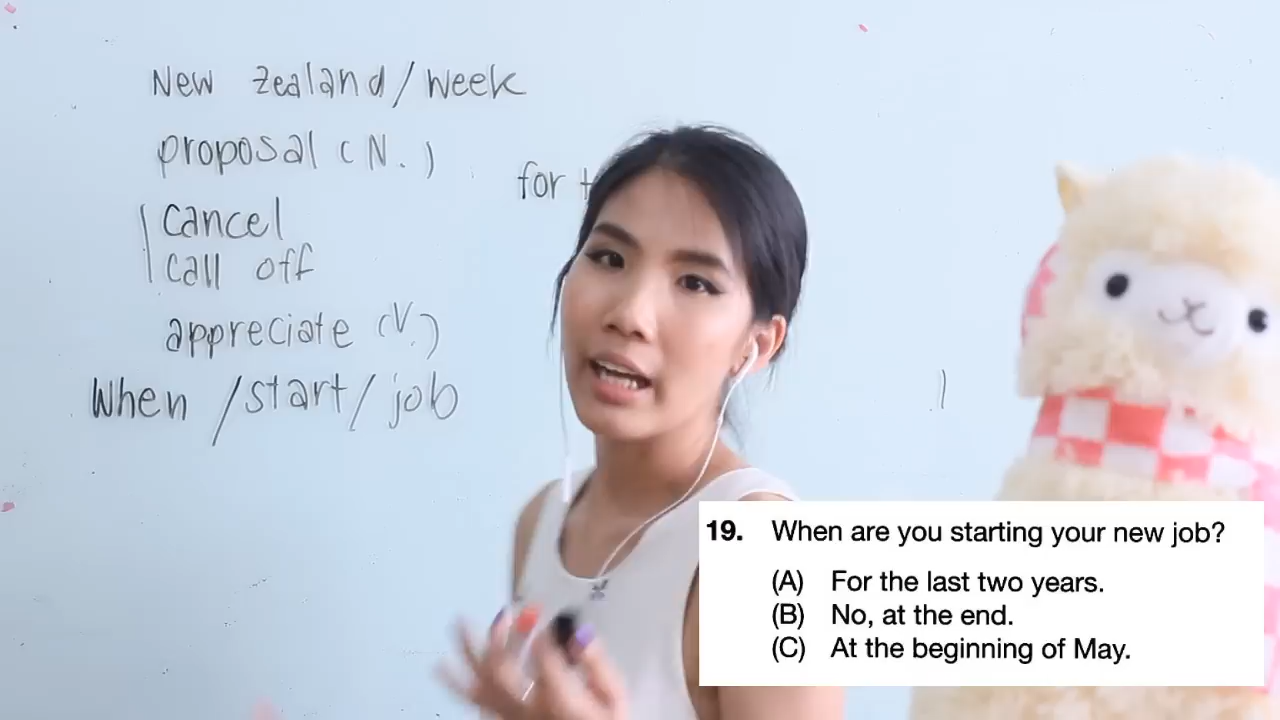 New Zealand/week
proposal (N.)
for
cancel
call off
appreciate (V.)
When /start/ job
19. When are you starting your new job?
(A) For the last two years.
(B) No, at the end.
(C) At the beginning of May.